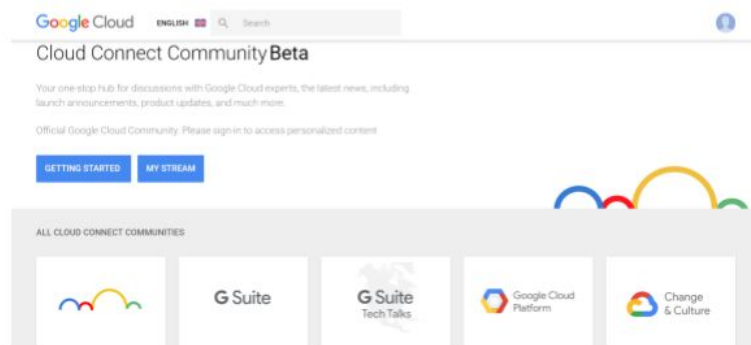 Google Cloud ENGLISH Search
Cloud Connect Community Beta
Your one-stop hub for discussions with Google Cloud experts, the latest news, including
launch announcements, product updates, and much more.
Official Google Cloud Community. Please sign-in to access personalized content
GETTING STARTED MY STREAM
ALL CLOUD CONNECT COMMUNITIES
G Suite
G Suite
Tech Talks
Google Cloud
Platform
Change
& Culture